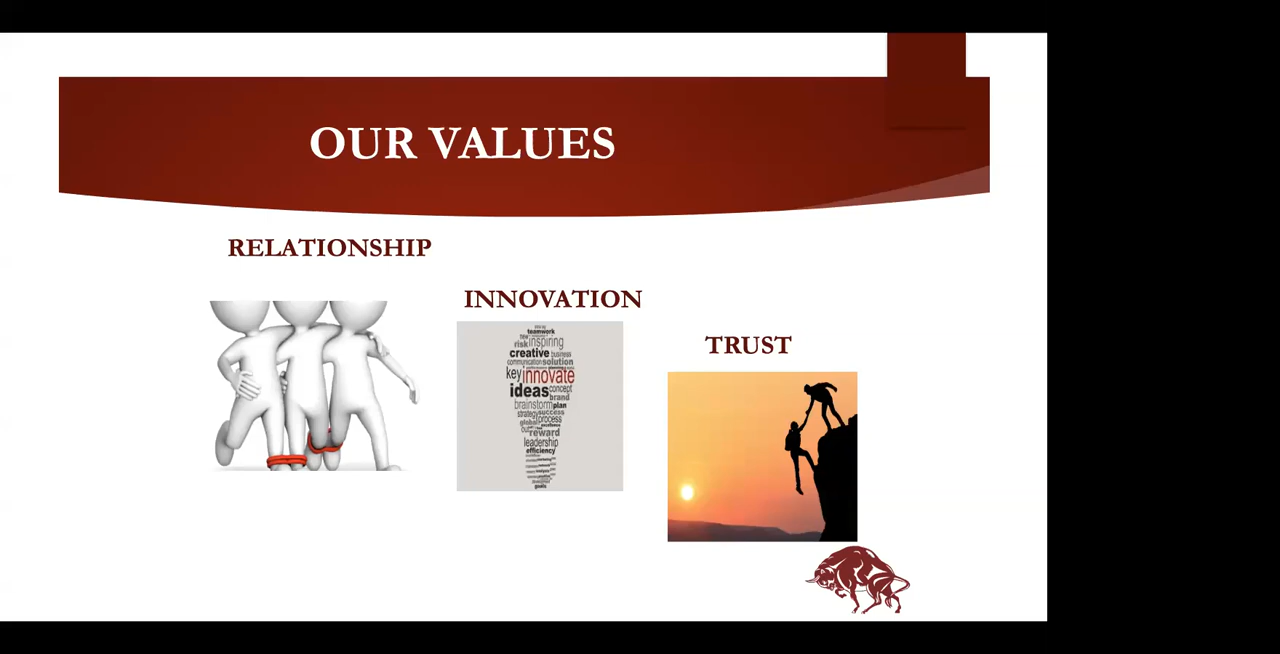 OUR VALUES
RELATIONSHIP
INNOVATION
TRUST
teamwork
risk inspiring
creative business
communication solution
key innovate
ideas concept
brand
brainstorm plan
strategy success
process
reward
leadership
efficiency
goals